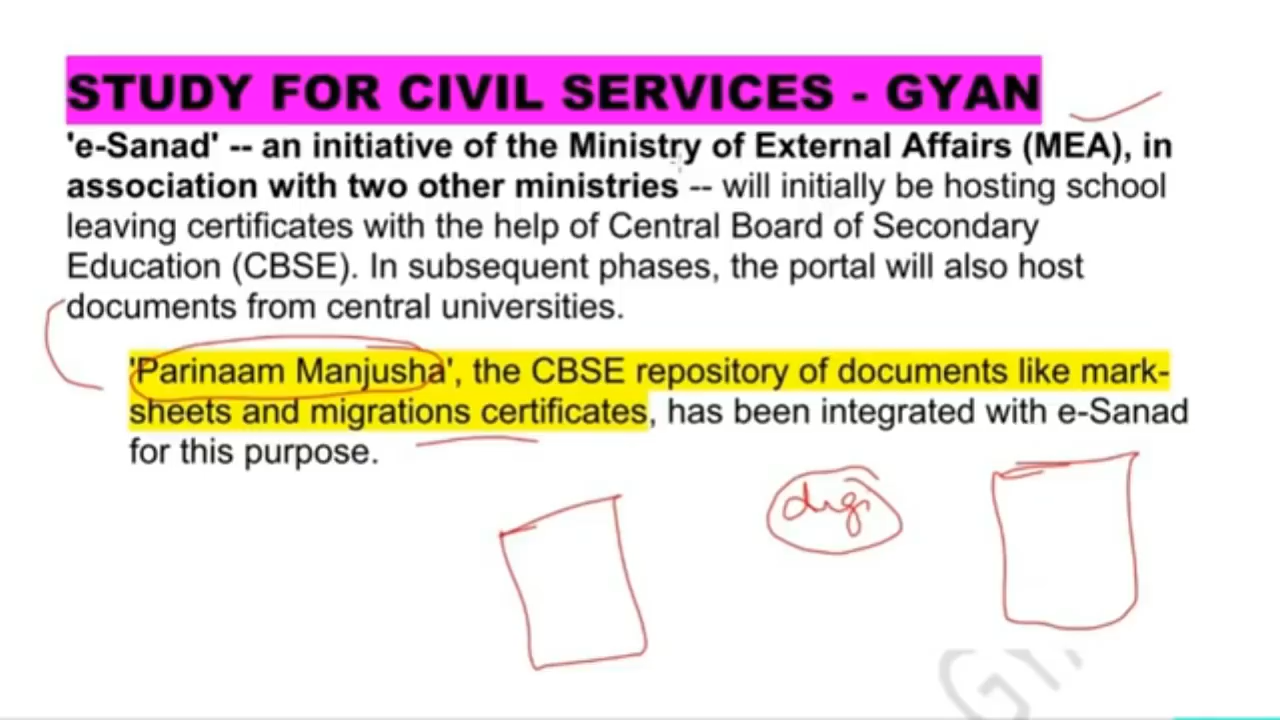 STUDY FOR CIVIL SERVICES - GYAN
'e-Sanad' -- an initiative of the Ministry of External Affairs (MEA), in
association with two other ministries -- will initially be hosting school
leaving certificates with the help of Central Board of Secondary
Education (CBSE). In subsequent phases, the portal will also host
documents from central universities.
'Parinaam Manjusha', the CBSE repository of documents like mark-
sheets and migrations certificates, has been integrated with e-Sanad
for this purpose.
digi